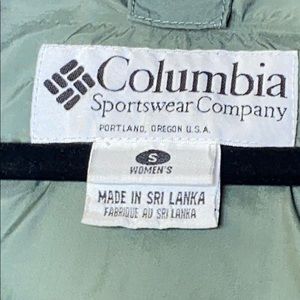 Columbia
Sportswear Company
PORTLAND, OREGON U.S.A.
S
WOMEN'S
MADE IN SRI LANKA
FABRIQUE AU SRI LANKA